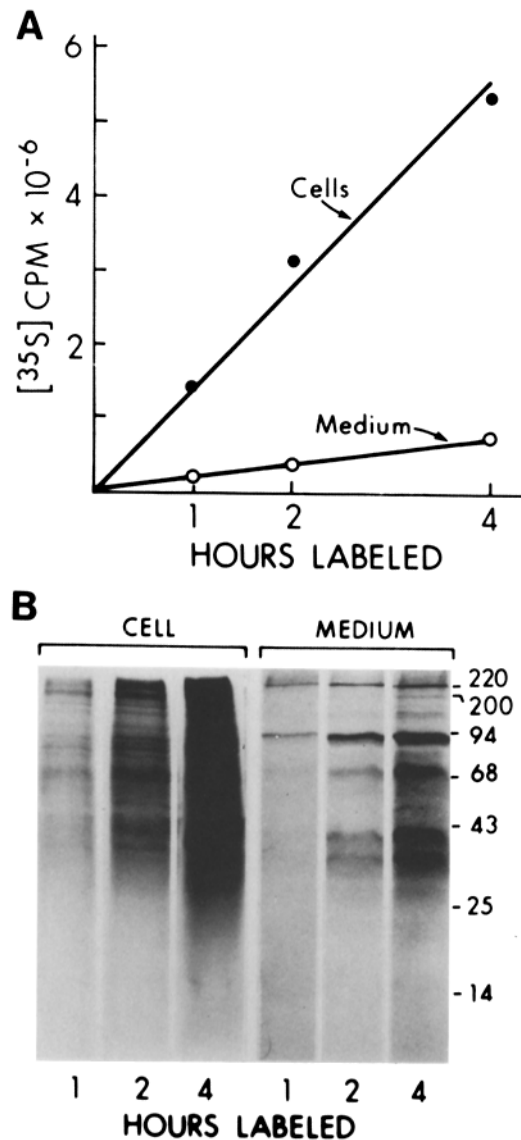 A
[35S] CPM × 10-6
6
4
2
Cells
Medium
1 2 4
HOURS LABELED
B
CELL MEDIUM
220
200
94
68
43
25
14
1 2 4 1 2 4
HOURS LABELED